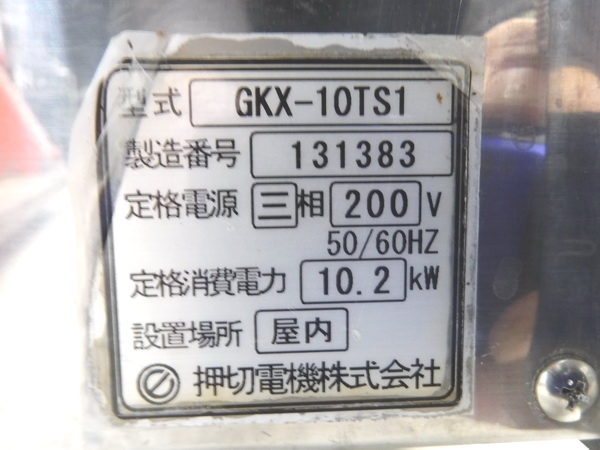 型式 GKX-10TS1
製造番号 131383
定格電源 三相 200 V
50/60HZ
定格消費電力 10.2 kW
設置場所 屋内
押切電機株式会社